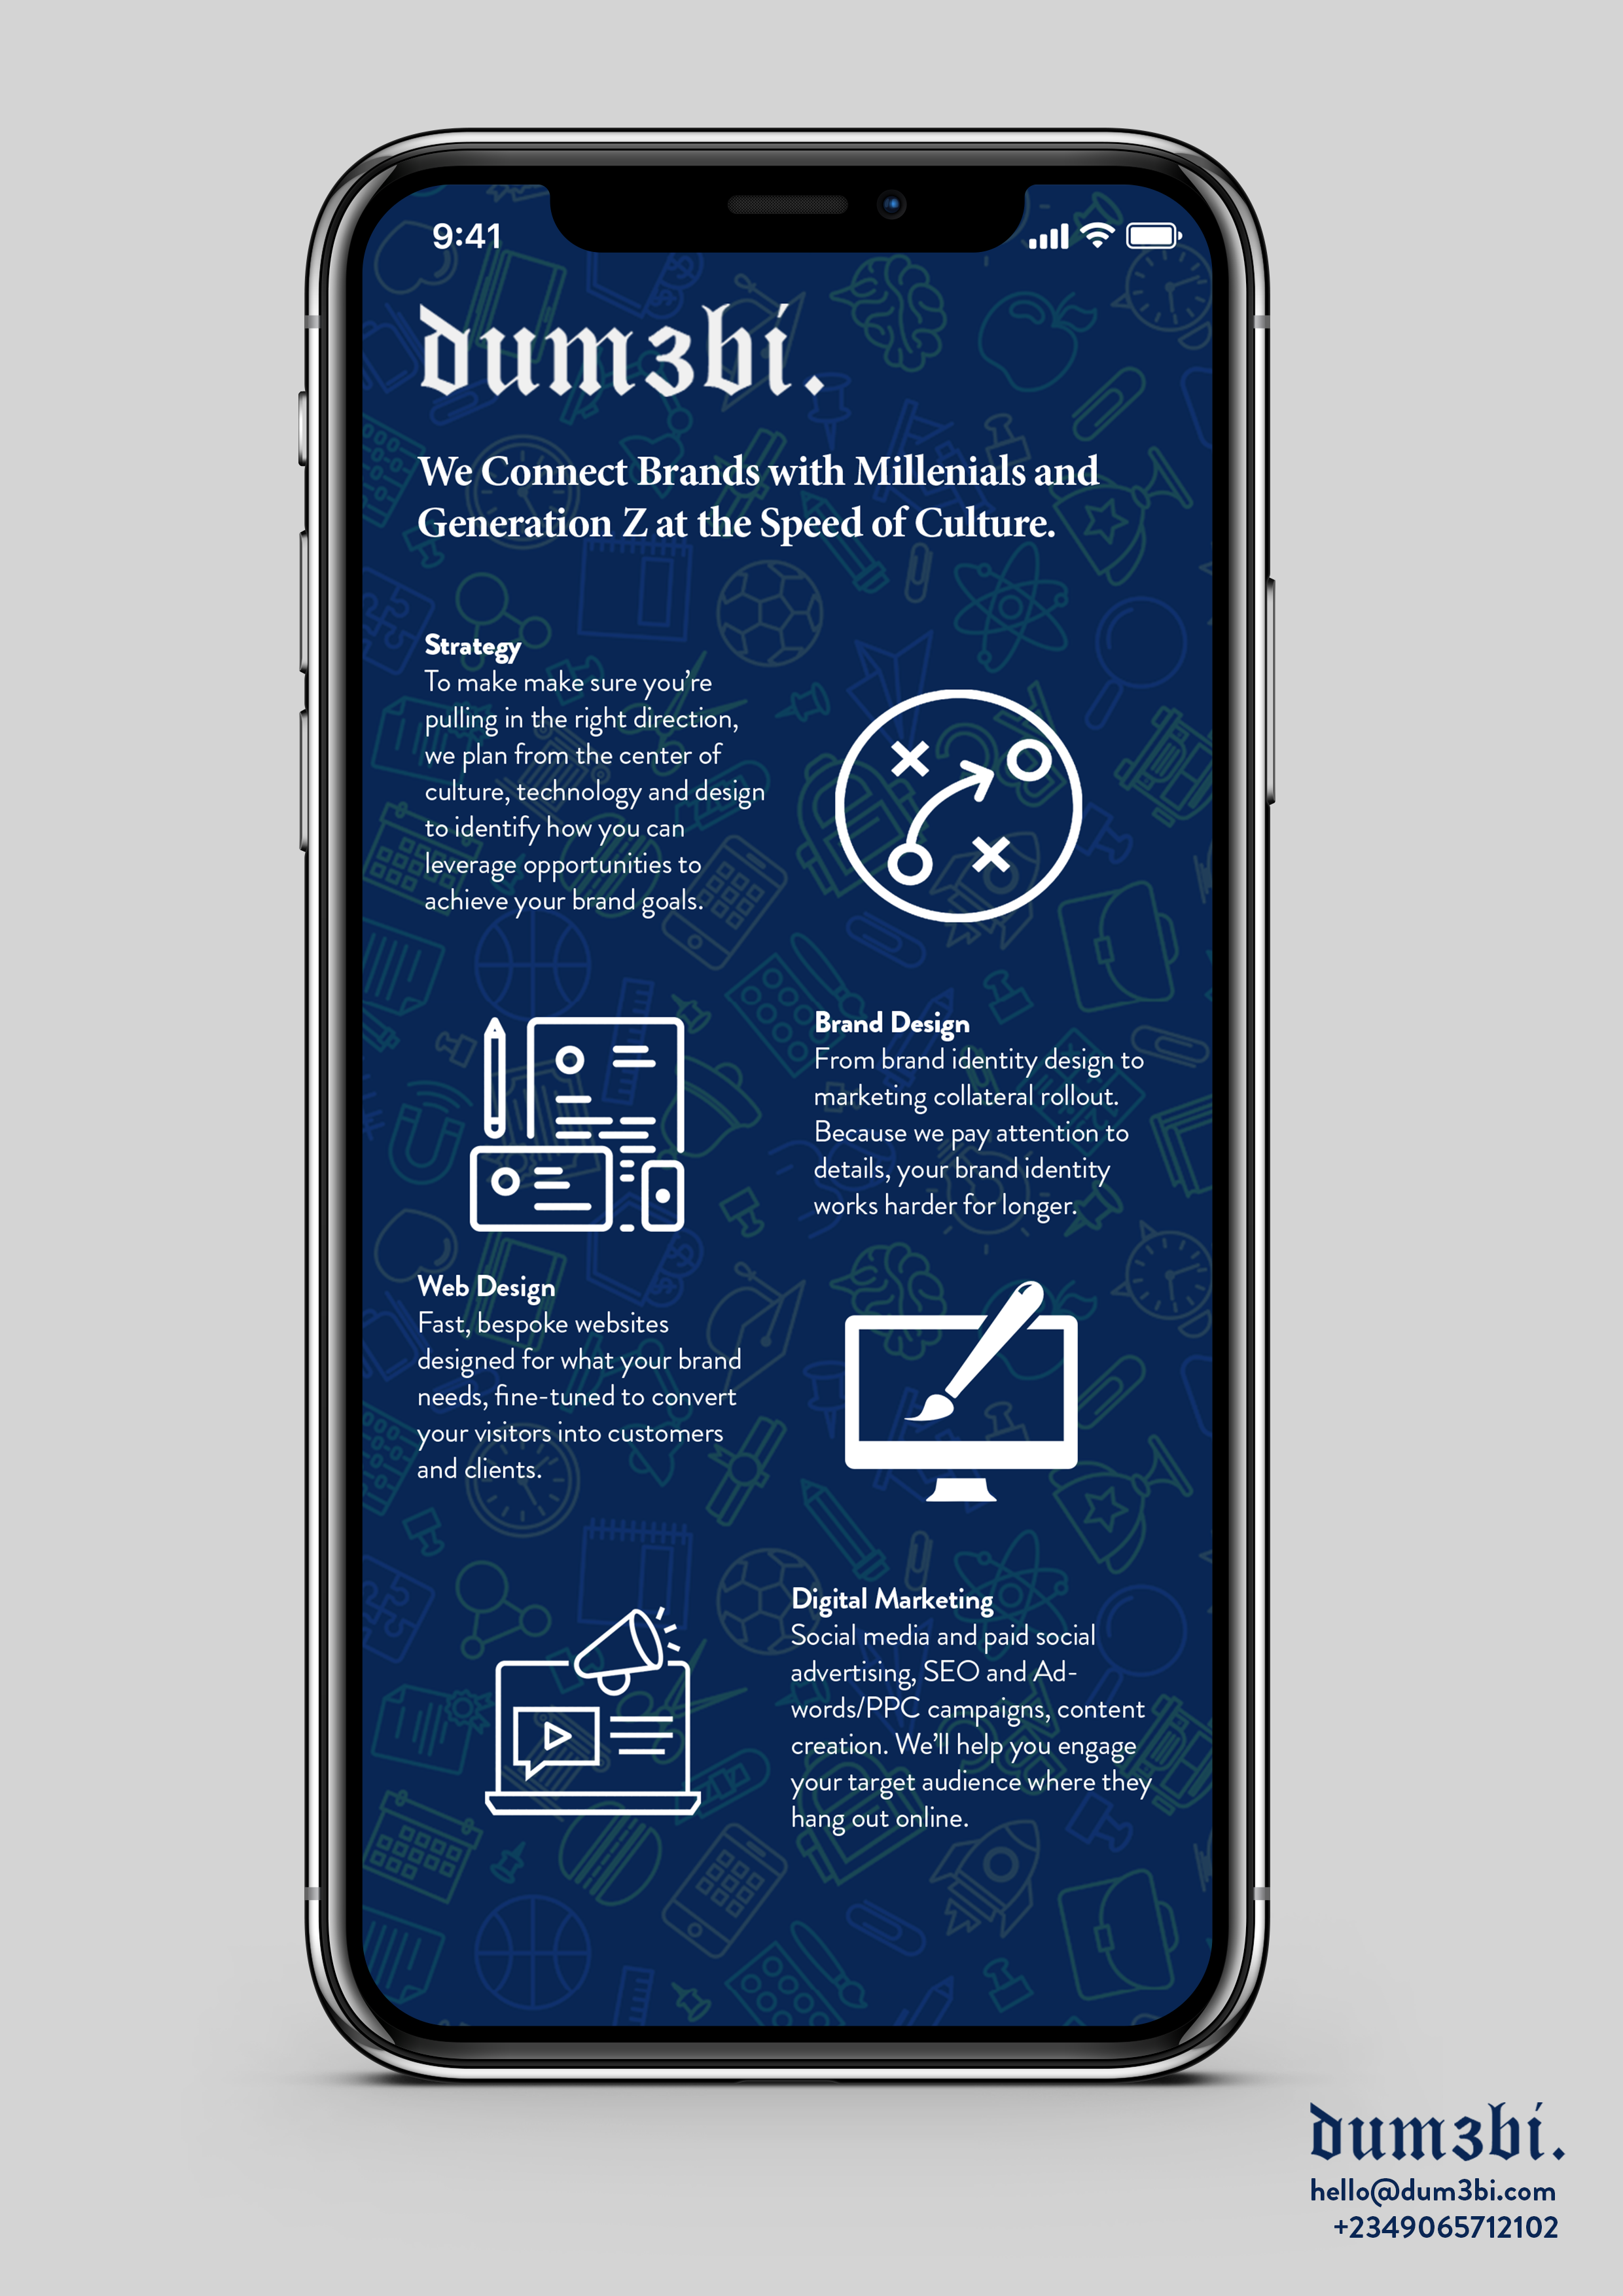 9:41
dum3bi.
We Connect Brands with Millenials and
Generation Z at the Speed of Culture.
Strategy
To make make sure you’re
pulling in the right direction,
we plan from the center of
culture, technology and design
to identify how you can
leverage opportunities to
achieve your brand goals.
Brand Design
From brand identity design to
marketing collateral rollout.
Because we pay attention to
details, your brand identity
works harder for longer.
Web Design
Fast, bespoke websites
designed for what your brand
needs, fine-tuned to convert
your visitors into customers
and clients.
Digital Marketing
Social media and paid social
advertising, SEO and Ad-
words/PPC campaigns, content
creation. We’ll help you engage
your target audience where they
hang out online.
dum3bi.
hello@dum3bi.com
+2349065712102